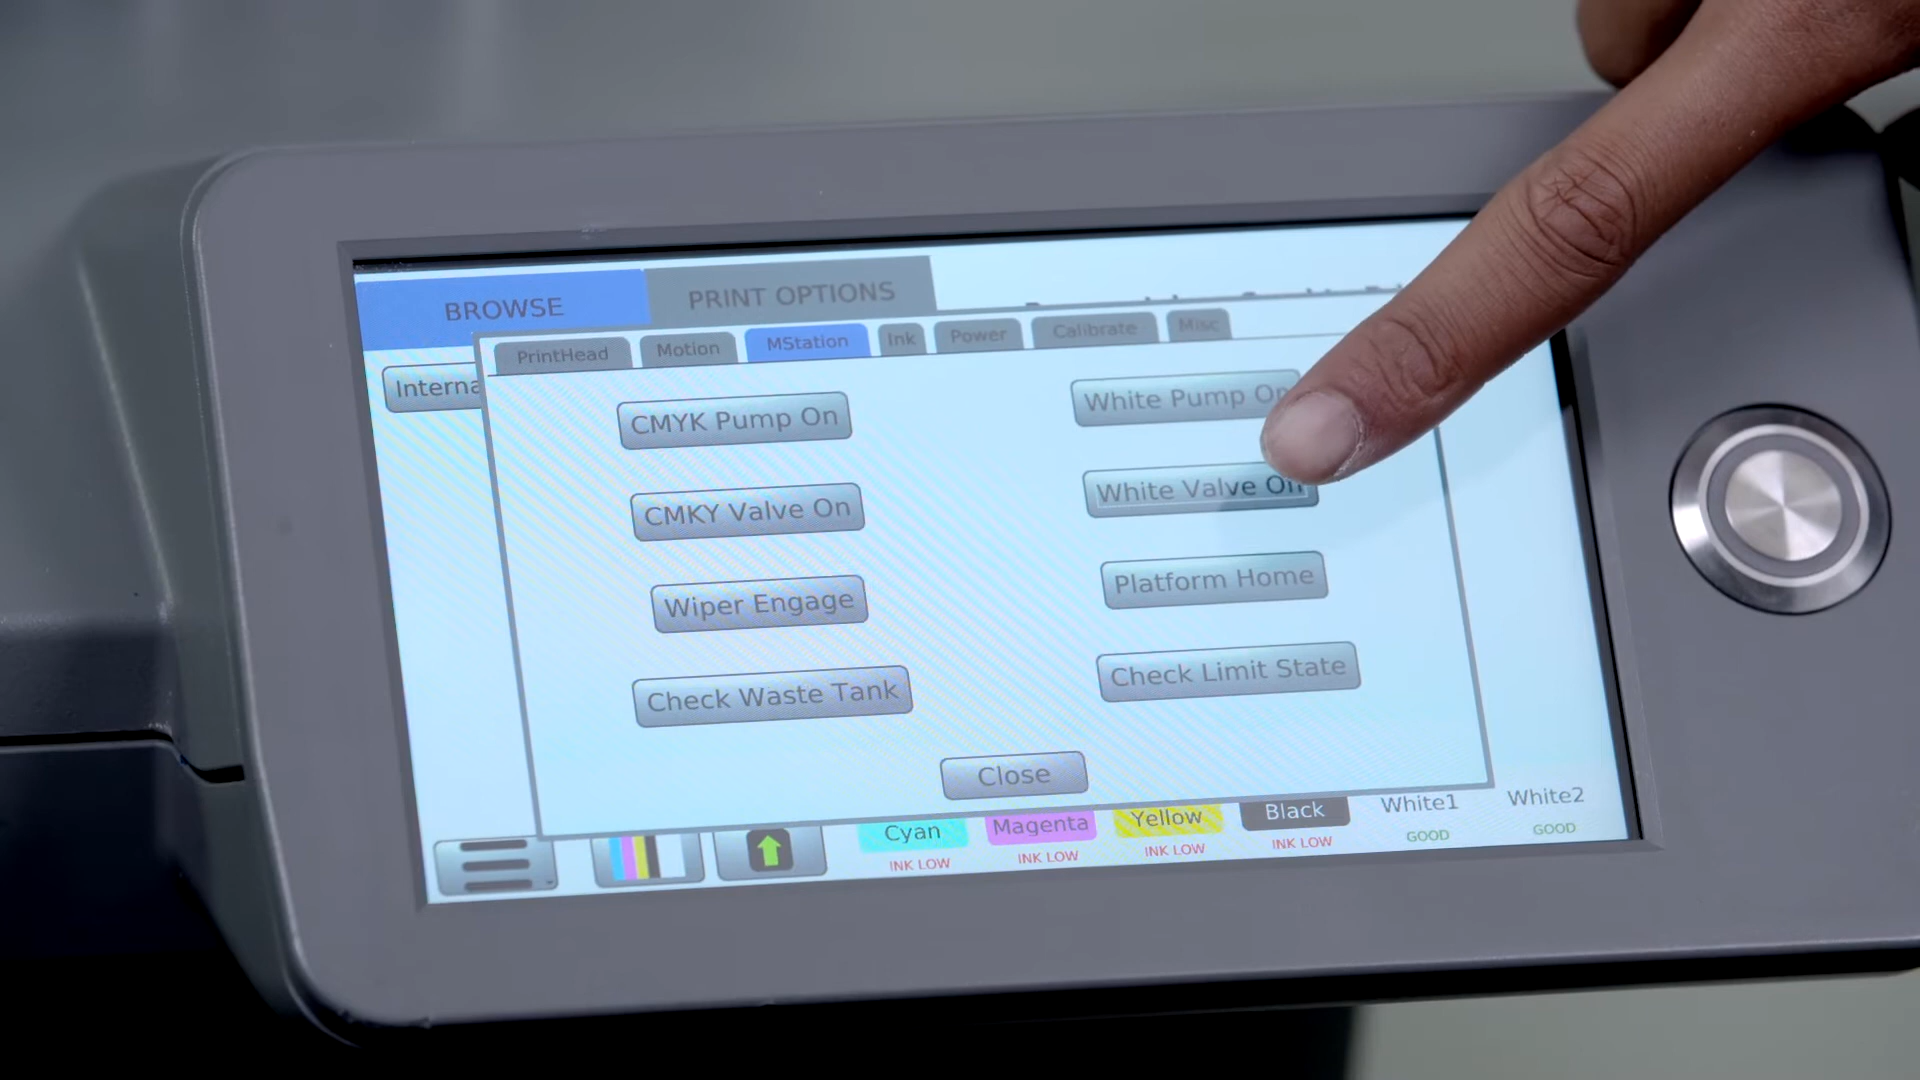 BROWSE
PRINT OPTIONS
PrintHead
Motion
MStation
Ink
Power
Calibrate
Misc
Interna
CMYK Pump On
White Pump On
CMKY Valve On
White Valve On
Wiper Engage
Platform Home
Check Waste Tank
Check Limit State
Close
Cyan
Magenta
Yellow
Black
White1
White2
INK LOW
INK LOW
INK LOW
INK LOW
GOOD
GOOD